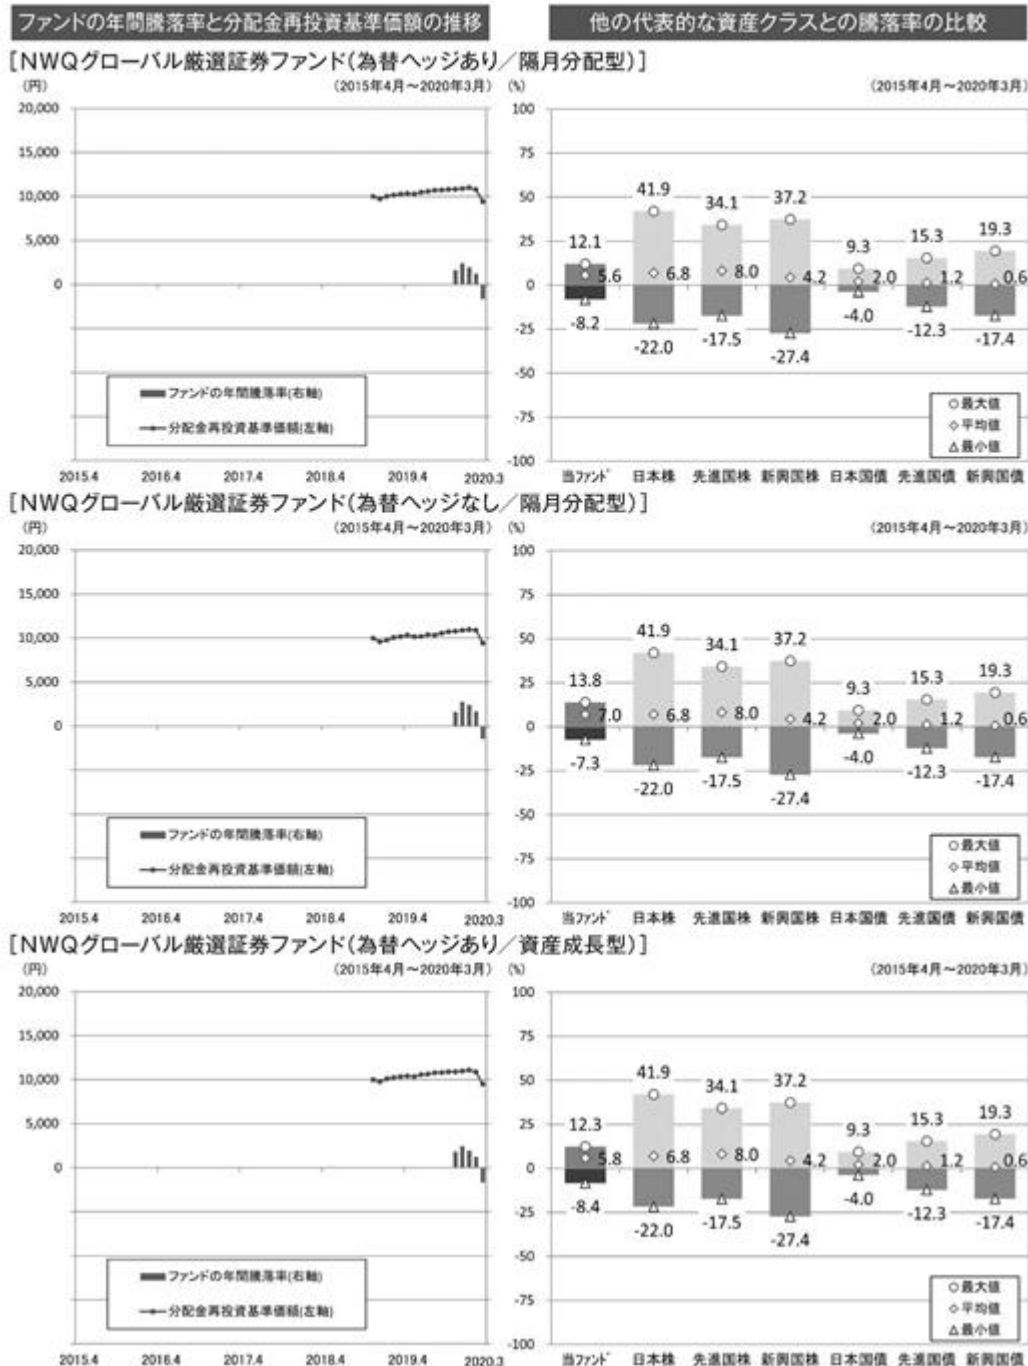 ファンドの年間騰落率と分配金再投資基準価額の推移
他の代表的な資産クラスとの騰落率の比較
[NWQグローバル厳選証券ファンド(為替ヘッジあり/隔月分配型)]
(円)
(2015年4月~2020年3月)
20,000
15,000
10,000
5,000
0
ファンドの年間騰落率(右軸)
分配金再投資基準価額(左軸)
2015.4 2016.4 2017.4 2018.4 2019.4 2020.3
(%)
(2015年4月~2020年3月)
100
75
50
25
0
-25
-50
-75
-100
12.1 41.9 34.1 37.2 9.3 15.3 19.3
5.6 6.8 8.0 4.2 2.0 1.2 0.6
-8.2 -22.0 -17.5 -27.4 -4.0 -12.3 -17.4
○最大値
◇平均値
△最小値
当ファンド 日本株 先進国株 新興国株 日本国債 先進国債 新興国債
[NWQグローバル厳選証券ファンド(為替ヘッジなし/隔月分配型)]
(円)
(2015年4月~2020年3月)
20,000
15,000
10,000
5,000
0
ファンドの年間騰落率(右軸)
分配金再投資基準価額(左軸)
2015.4 2016.4 2017.4 2018.4 2019.4 2020.3
(%)
(2015年4月~2020年3月)
100
75
50
25
0
-25
-50
-75
-100
13.8 41.9 34.1 37.2 9.3 15.3 19.3
7.0 6.8 8.0 4.2 2.0 1.2 0.6
-7.3 -22.0 -17.5 -27.4 -4.0 -12.3 -17.4
○最大値
◇平均値
△最小値
当ファンド 日本株 先進国株 新興国株 日本国債 先進国債 新興国債
[NWQグローバル厳選証券ファンド(為替ヘッジあり/資産成長型)]
(円)
(2015年4月~2020年3月)
20,000
15,000
10,000
5,000
0
ファンドの年間騰落率(右軸)
分配金再投資基準価額(左軸)
2015.4 2016.4 2017.4 2018.4 2019.4 2020.3
(%)
(2015年4月~2020年3月)
100
75
50
25
0
-25
-50
-75
-100
12.3 41.9 34.1 37.2 9.3 15.3 19.3
5.8 6.8 8.0 4.2 2.0 1.2 0.6
-8.4 -22.0 -17.5 -27.4 -4.0 -12.3 -17.4
○最大値
◇平均値
△最小値
当ファンド 日本株 先進国株 新興国株 日本国債 先進国債 新興国債